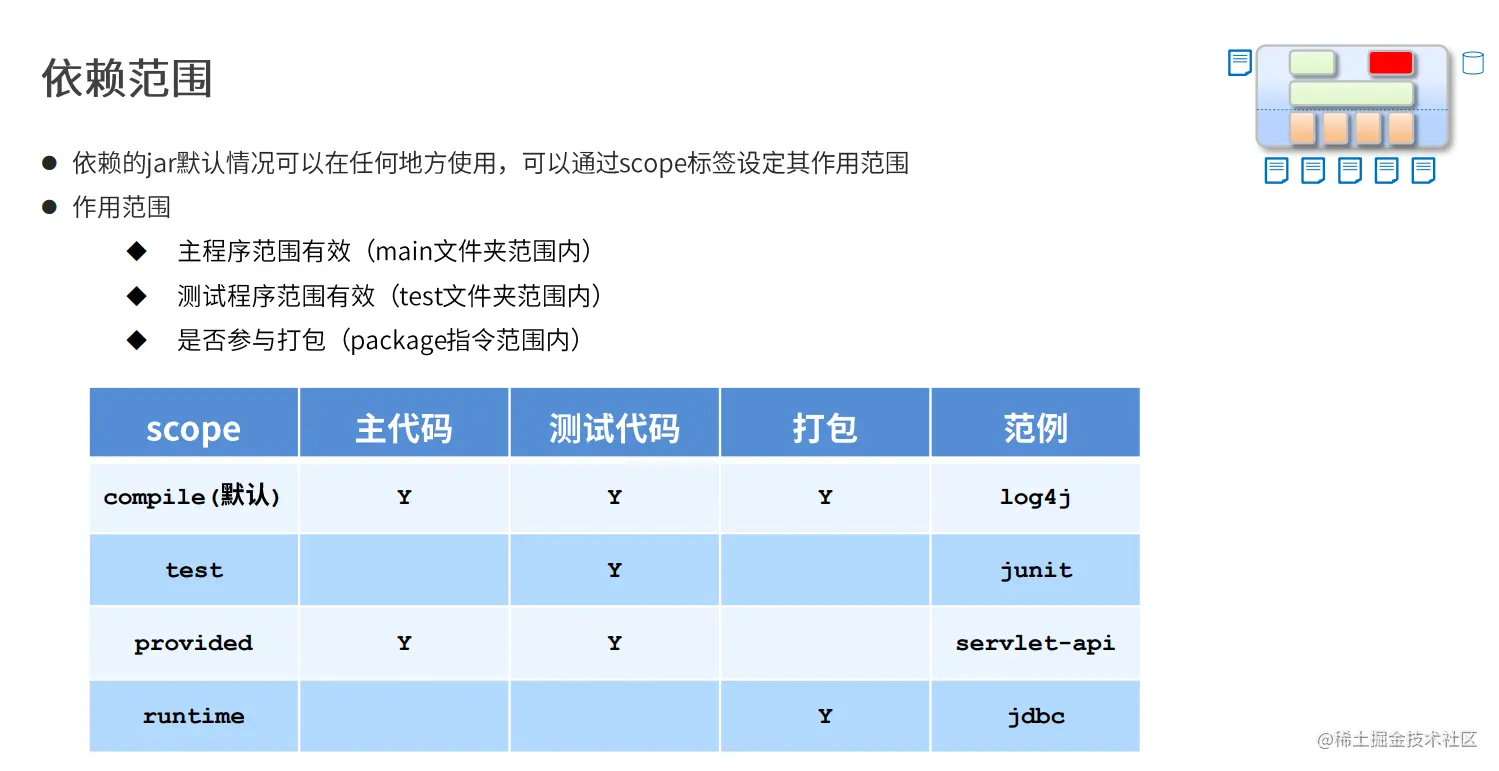 依赖范围
依赖的jar默认情况可以在任何地方使用，可以通过scope标签设定其作用范围
作用范围
主程序范围有效（main文件夹范围内）
测试程序范围有效（test文件夹范围内）
是否参与打包（package指令范围内）
scope 主代码 测试代码 打包 范例
compile(默认) Y Y Y log4j
test Y junit
provided Y Y servlet-api
runtime Y jdbc
@稀土掘金技术社区